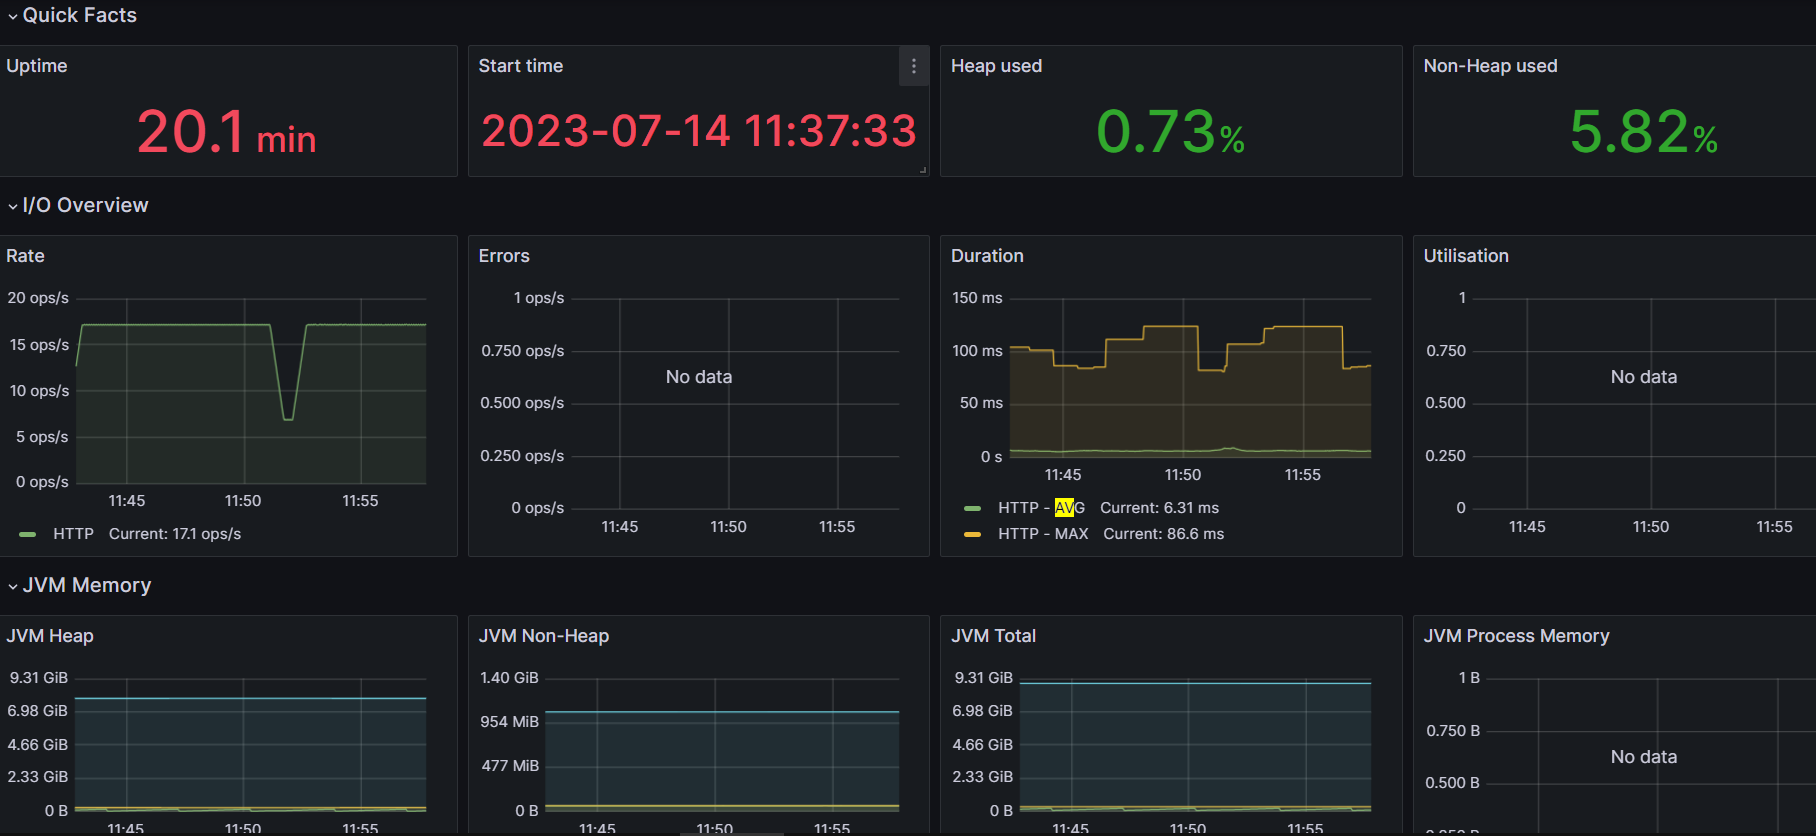 Quick Facts
Uptime
20.1 min
Start time
2023-07-14 11:37:33
Heap used
0.73%
Non-Heap used
5.82%
I/O Overview
Rate
20 ops/s
15 ops/s
10 ops/s
5 ops/s
0 ops/s
11:45 11:50 11:55
HTTP Current: 17.1 ops/s
Errors
1 ops/s
0.750 ops/s
No data
0.500 ops/s
0.250 ops/s
0 ops/s
11:45 11:50 11:55
Duration
150 ms
100 ms
50 ms
0 s
11:45 11:50 11:55
HTTP - AVG Current: 6.31 ms
HTTP - MAX Current: 86.6 ms
Utilisation
1
0.750
No data
0.500
0.250
0
11:45 11:50 11:55
JVM Memory
JVM Heap
9.31 GiB
6.98 GiB
4.66 GiB
2.33 GiB
0 B
11:45 11:50 11:55
JVM Non-Heap
1.40 GiB
954 MiB
477 MiB
0 B
11:45 11:50 11:55
JVM Total
9.31 GiB
6.98 GiB
4.66 GiB
2.33 GiB
0 B
11:45 11:50 11:55
JVM Process Memory
1 B
0.750 B
No data
0.500 B